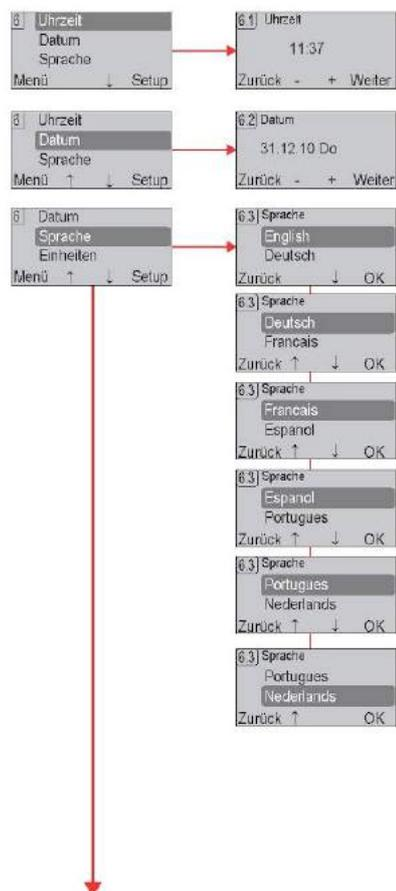 6 Uhrzeit
Datum
Sprache
Menü ↓ Setup
6.1) Uhrzeit
11:37
Zurück - + Weiter
6 Uhrzeit
Datum
Sprache
Menü ↑ ↓ Setup
6.2) Datum
31.12.10 Do
Zurück - + Weiter
6 Datum
Sprache
Einheiten
Menü ↑ ↓ Setup
6.3) Sprache
English
Deutsch
Zurück ↓ OK
6.3) Sprache
Deutsch
Francais
Zurück ↑ ↓ OK
6.3) Sprache
Francais
Espanol
Zurück ↑ ↓ OK
6.3) Sprache
Espanol
Portugues
Zurück ↑ ↓ OK
6.3) Sprache
Portugues
Nederlands
Zurück ↑ ↓ OK
6.3) Sprache
Portugues
Nederlands
Zurück ↑ OK